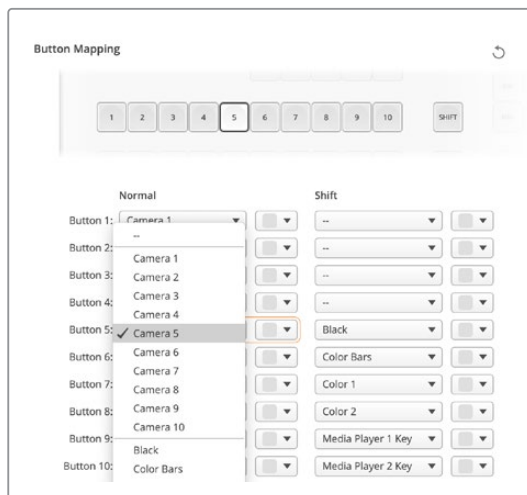 Button Mapping
1 2 3 4 5 6 7 8 9 10 SHIFT
Normal Shift
Button 1: Camera 1 --
--
Button 2: --
Camera 1
Camera 2
Button 3: --
Camera 3
Button 4: --
Camera 4
Button 5: ✓ Camera 5 Black
Button 6: Camera 6 Color Bars
Button 7: Camera 7 Color 1
Camera 8
Button 8: Color 2
Camera 9
Button 9: Media Player 1 Key
Camera 10
Black
Button 10: Media Player 2 Key
Color Bars